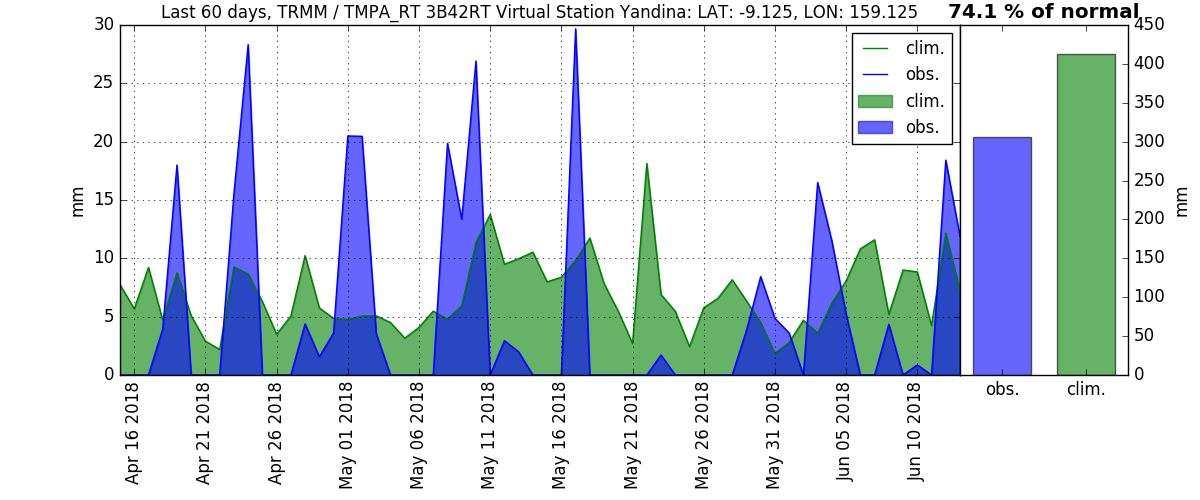 Last 60 days, TRMM / TMPA_RT 3B42RT Virtual Station Yandina: LAT: -9.125, LON: 159.125
74.1 % of normal
30
25
20
15
10
5
0
mm
clim.
obs.
clim.
obs.
450
400
350
300
250
200
150
100
50
0
mm
Apr 16 2018
Apr 21 2018
Apr 26 2018
May 01 2018
May 06 2018
May 11 2018
May 16 2018
May 21 2018
May 26 2018
May 31 2018
Jun 05 2018
Jun 10 2018
obs.
clim.